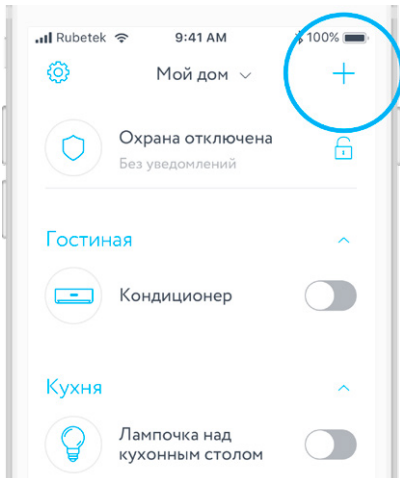 Rubetek 9:41 AM 100%
Мой дом
Охрана отключена
Без уведомлений
Гостиная
Кондиционер
Кухня
Лампочка над
кухонным столом